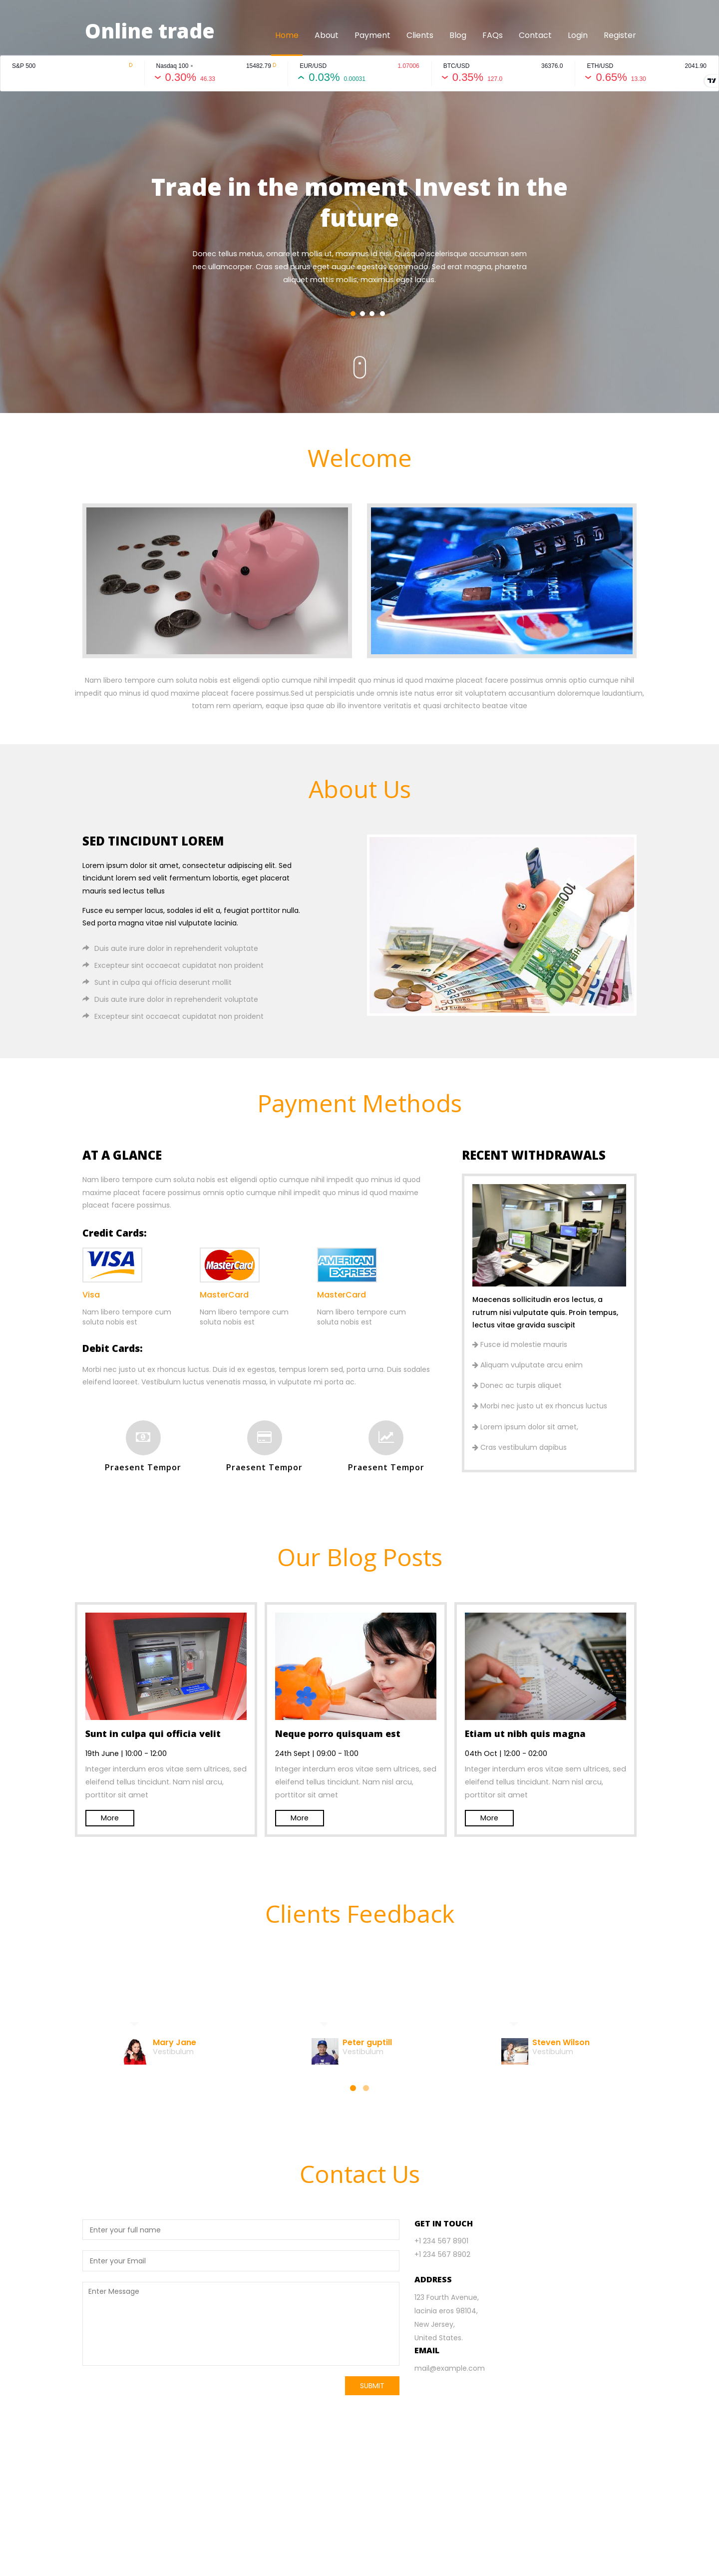 Online trade
Home About Payment Clients Blog FAQs Contact Login Register
S&P 500 D
Nasdaq 100 15482.79 D
0.30% 46.33
EUR/USD 1.07006
0.03% 0.00031
BTC/USD 36376.0
0.35% 127.0
ETH/USD 2041.90
0.65% 13.30
Trade in the moment Invest in the
future
Donec tellus metus, ornare et mollis ut, maximus id nisl. Quisque scelerisque accumsan sem
nec ullamcorper. Cras sed purus eget augue egestas commodo. Sed erat magna, pharetra
aliquet mattis mollis, maximus eget lacus.
Welcome
Nam libero tempore cum soluta nobis est eligendi optio cumque nihil impedit quo minus id quod maxime placeat facere possimus omnis optio cumque nihil
impedit quo minus id quod maxime placeat facere possimus.Sed ut perspiciatis unde omnis iste natus error sit voluptatem accusantium doloremque laudantium,
totam rem aperiam, eaque ipsa quae ab illo inventore veritatis et quasi architecto beatae vitae
About Us
SED TINCIDUNT LOREM
Lorem ipsum dolor sit amet, consectetur adipiscing elit. Sed
tincidunt lorem sed velit fermentum lobortis, eget placerat
mauris sed lectus tellus
Fusce eu semper lacus, sodales id elit a, feugiat porttitor nulla.
Sed porta magna vitae nisl vulputate lacinia.
Duis aute irure dolor in reprehenderit voluptate
Excepteur sint occaecat cupidatat non proident
Sunt in culpa qui officia deserunt mollit
Duis aute irure dolor in reprehenderit voluptate
Excepteur sint occaecat cupidatat non proident
Payment Methods
AT A GLANCE
Nam libero tempore cum soluta nobis est eligendi optio cumque nihil impedit quo minus id quod
maxime placeat facere possimus omnis optio cumque nihil impedit quo minus id quod maxime
placeat facere possimus.
Credit Cards:
VISA
MasterCard
AMERICAN
EXPRESS
Visa
Nam libero tempore cum
soluta nobis est
MasterCard
Nam libero tempore cum
soluta nobis est
MasterCard
Nam libero tempore cum
soluta nobis est
Debit Cards:
Morbi nec justo ut ex rhoncus luctus. Duis id ex egestas, tempus lorem sed, porta urna. Duis sodales
eleifend laoreet. Vestibulum luctus venenatis massa, in vulputate mi porta ac.
Praesent Tempor
Praesent Tempor
Praesent Tempor
RECENT WITHDRAWALS
Maecenas sollicitudin eros lectus, a
rutrum nisi vulputate quis. Proin tempus,
lectus vitae gravida suscipit
Fusce id molestie mauris
Aliquam vulputate arcu enim
Donec ac turpis aliquet
Morbi nec justo ut ex rhoncus luctus
Lorem ipsum dolor sit amet,
Cras vestibulum dapibus
Our Blog Posts
Sunt in culpa qui officia velit
19th June | 10:00 - 12:00
Integer interdum eros vitae sem ultrices, sed
eleifend tellus tincidunt. Nam nisl arcu,
porttitor sit amet
More
Neque porro quisquam est
24th Sept | 09:00 - 11:00
Integer interdum eros vitae sem ultrices, sed
eleifend tellus tincidunt. Nam nisl arcu,
porttitor sit amet
More
Etiam ut nibh quis magna
04th Oct | 12:00 - 02:00
Integer interdum eros vitae sem ultrices, sed
eleifend tellus tincidunt. Nam nisl arcu,
porttitor sit amet
More
Clients Feedback
Mary Jane
Vestibulum
Peter guptill
Vestibulum
Steven Wilson
Vestibulum
Contact Us
Enter your full name
Enter your Email
Enter Message
SUBMIT
GET IN TOUCH
+1 234 567 8901
+1 234 567 8902
ADDRESS
123 Fourth Avenue,
lacinia eros 98104,
New Jersey,
United States.
EMAIL
mail@example.com